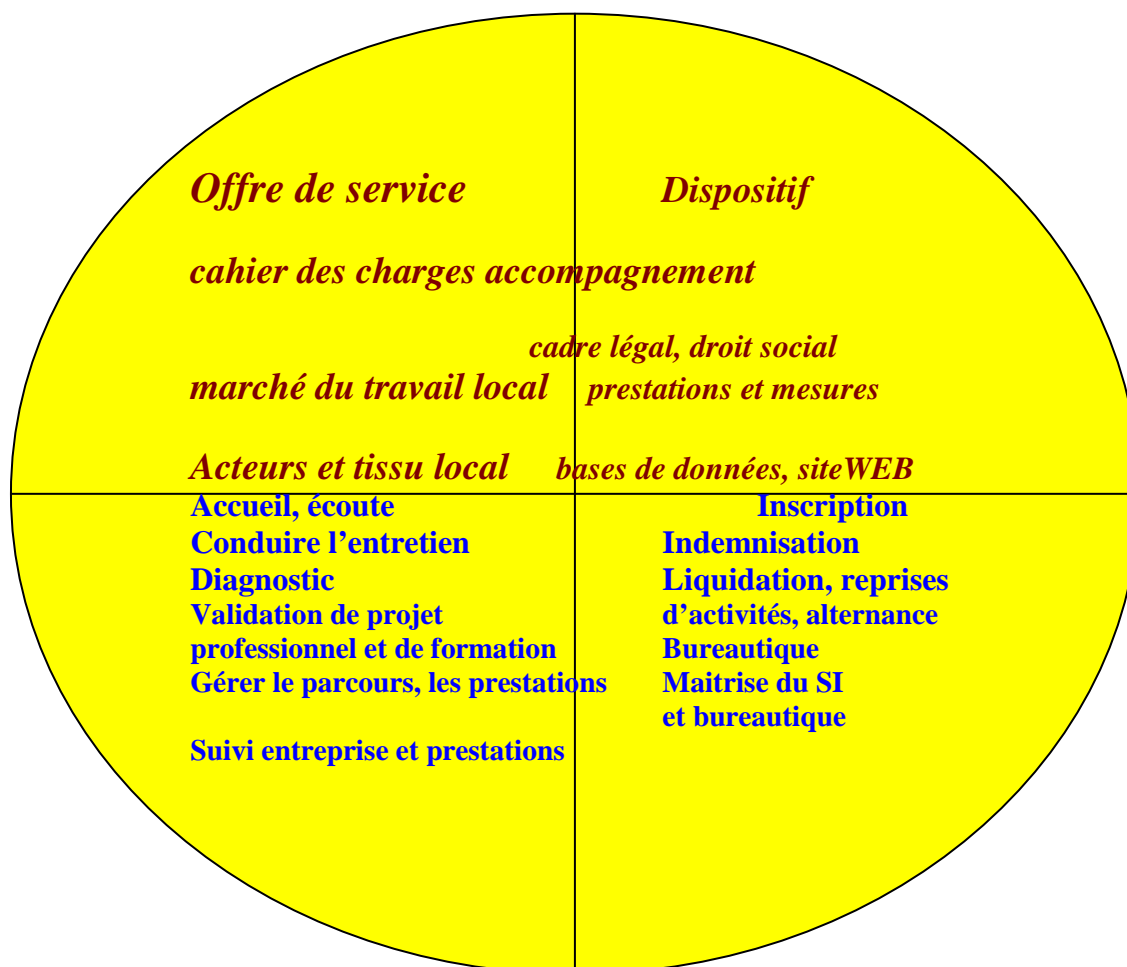 Offre de service Dispositif
cahier des charges accompagnement
cadre légal, droit social
marché du travail local prestations et mesures
Acteurs et tissu local bases de données, siteWEB
Accueil, écoute Inscription
Conduire l’entretien Indemnisation
Diagnostic Liquidation, reprises
Validation de projet d’activités, alternance
professionnel et de formation Bureautique
Gérer le parcours, les prestations Maitrise du SI
et bureautique
Suivi entreprise et prestations